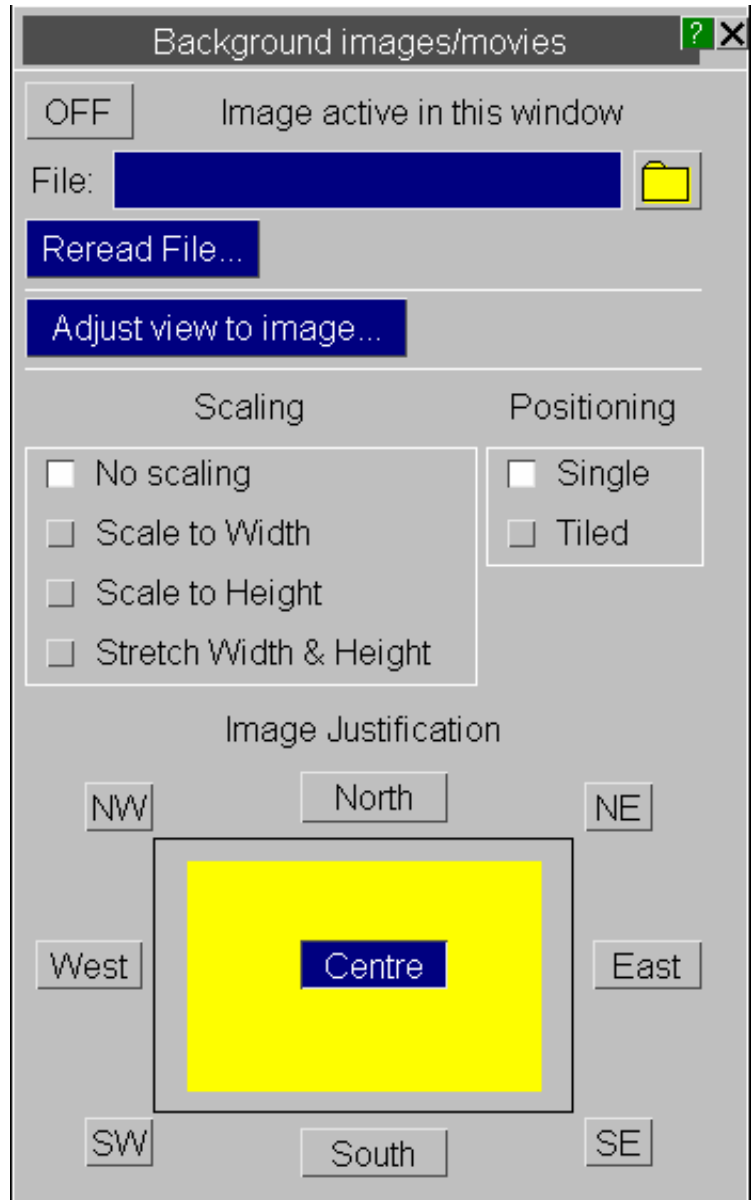 Background images/movies ?
OFF Image active in this window
File:
Reread File...
Adjust view to image...
Scaling Positioning
No scaling Single
Scale to Width Tiled
Scale to Height
Stretch Width & Height
Image Justification
NW North NE
West Centre East
SW South SE